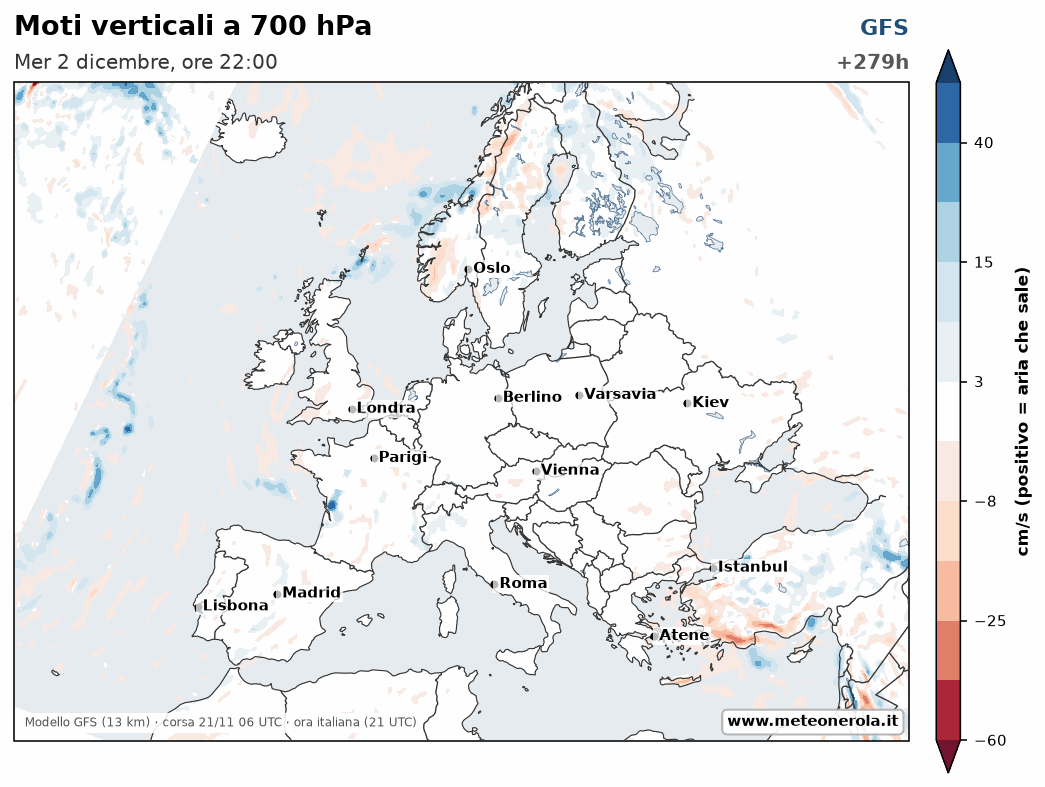 Moti verticali a 700 hPa
GFS
Mer 2 dicembre, ore 22:00
+279h
40
15
3
−8
−25
−60
cm/s (positivo = aria che sale)
Oslo
Londra
Berlino
Varsavia
Kiev
Parigi
Vienna
Istanbul
Roma
Madrid
Lisbona
Atene
Modello GFS (13 km) · corsa 21/11 06 UTC · ora italiana (21 UTC)
www.meteonerola.it